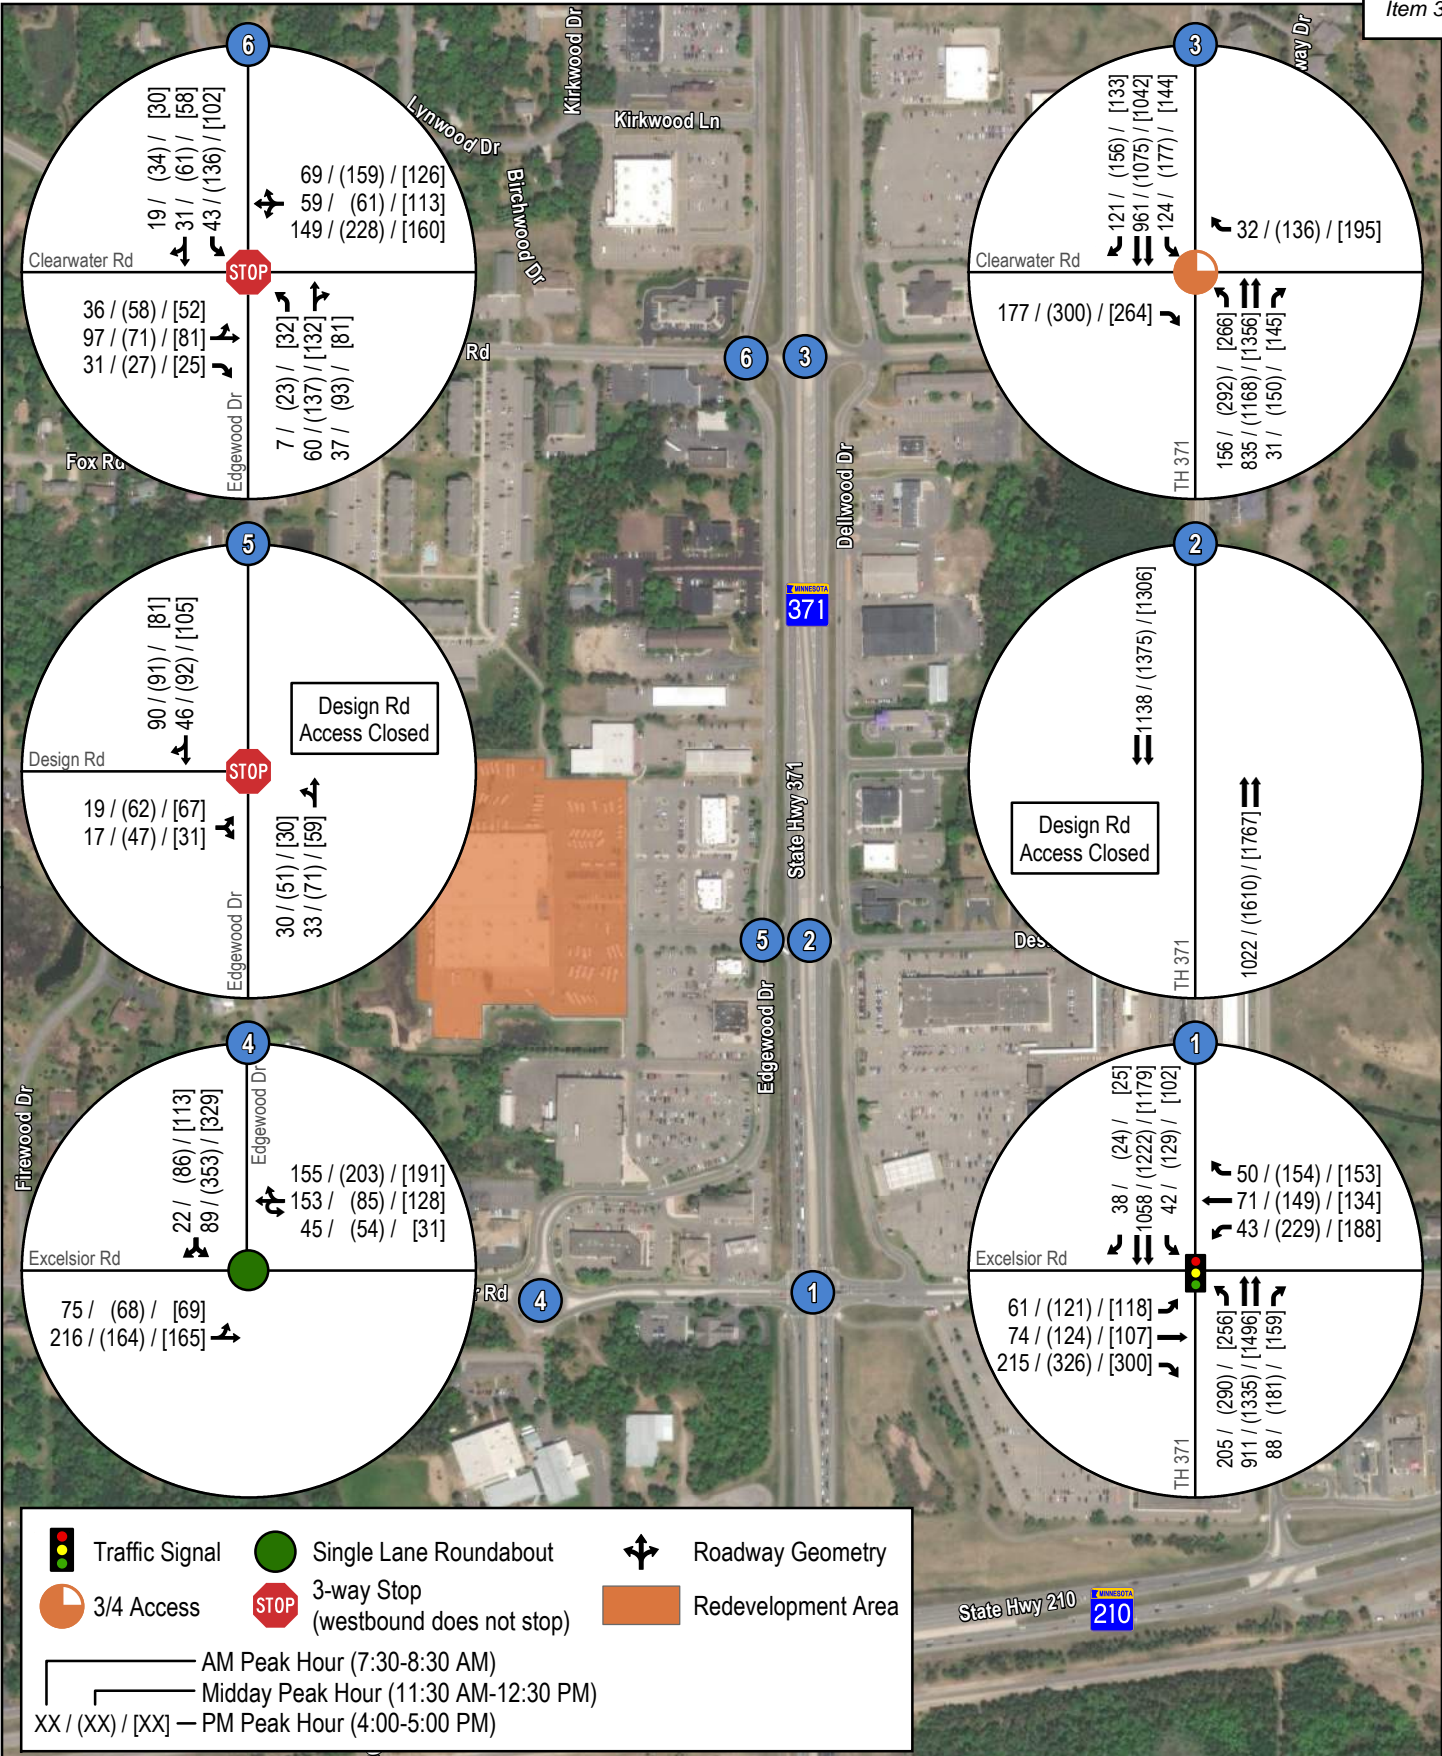 Item 3
6
19 / (34) / [30]
31 / (61) / [58]
43 / (136) / [102]
69 / (159) / [126]
59 / (61) / [113]
149 / (228) / [160]
Clearwater Rd
STOP
36 / (58) / [52]
97 / (71) / [81]
31 / (27) / [25]
7 / (23) / [32]
60 / (137) / [132]
37 / (93) / [81]
Edgewood Dr
Kirkwood Dr
Lynwood Dr
Kirkwood Ln
Birchwood Dr
Rd
Fox Rd
way Dr
3
121 / (156) / [133]
961 / (1075) / [1042]
124 / (177) / [144]
32 / (136) / [195]
Clearwater Rd
177 / (300) / [264]
156 / (292) / [266]
835 / (1168) / [1356]
31 / (150) / [145]
TH 371
6
3
Dellwood Dr
MINNESOTA
371
5
90 / (91) / [81]
46 / (92) / [105]
Design Rd
Access Closed
Design Rd
STOP
19 / (62) / [67]
17 / (47) / [31]
30 / (51) / [30]
33 / (71) / [59]
Edgewood Dr
2
1138 / (1375) / [1306]
Design Rd
Access Closed
1022 / (1610) / [1767]
TH 371
State Hwy 371
5
2
Des
Edgewood Dr
Firewood Dr
4
22 / (86) / [113]
89 / (353) / [329]
Edgewood Dr
155 / (203) / [191]
153 / (85) / [128]
45 / (54) / [31]
Excelsior Rd
75 / (68) / [69]
216 / (164) / [165]
1
38 / (24) / [25]
1058 / (1222) / [1179]
42 / (129) / [102]
50 / (154) / [153]
71 / (149) / [134]
43 / (229) / [188]
Excelsior Rd
61 / (121) / [118]
74 / (124) / [107]
215 / (326) / [300]
205 / (290) / [256]
911 / (1335) / [1496]
88 / (181) / [159]
TH 371
r Rd
4
1
Traffic Signal
Single Lane Roundabout
Roadway Geometry
3/4 Access
STOP
3-way Stop
(westbound does not stop)
Redevelopment Area
AM Peak Hour (7:30-8:30 AM)
Midday Peak Hour (11:30 AM-12:30 PM)
XX / (XX) / [XX]
PM Peak Hour (4:00-5:00 PM)
State Hwy 210
MINNESOTA
210